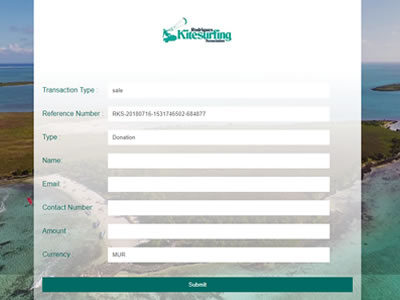 Rodrigues
Kitesurfing
Association
Transaction Type : sale
Reference Number : RKS-20180716-1531746502-684877
Type : Donation
Name:
Email
Contact Number
Amount
Currency MUR
Submit